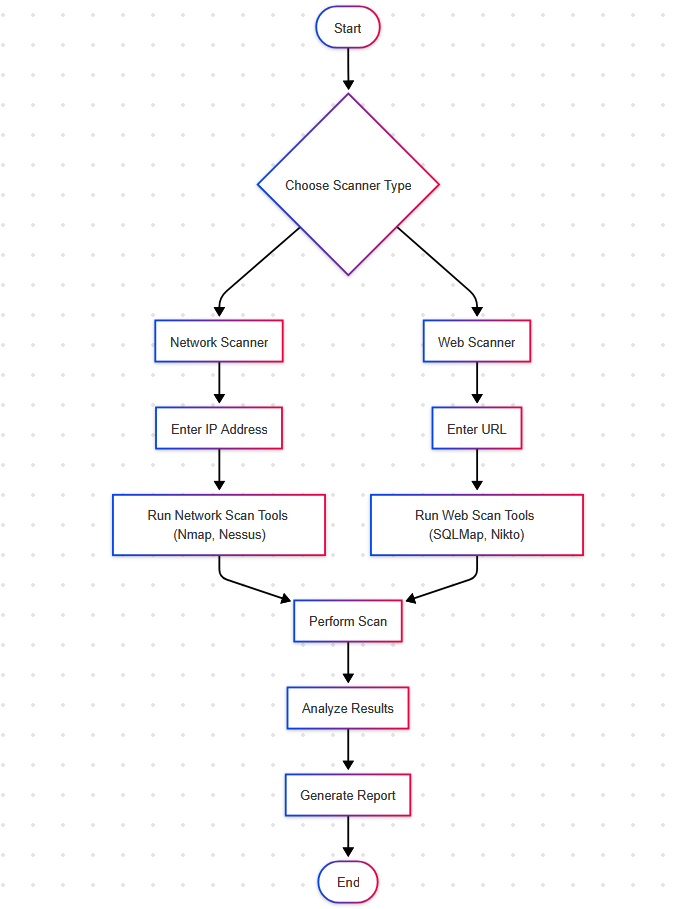 Start
Choose Scanner Type
Network Scanner
Web Scanner
Enter IP Address
Enter URL
Run Network Scan Tools
(Nmap, Nessus)
Run Web Scan Tools
(SQLMap, Nikto)
Perform Scan
Analyze Results
Generate Report
End